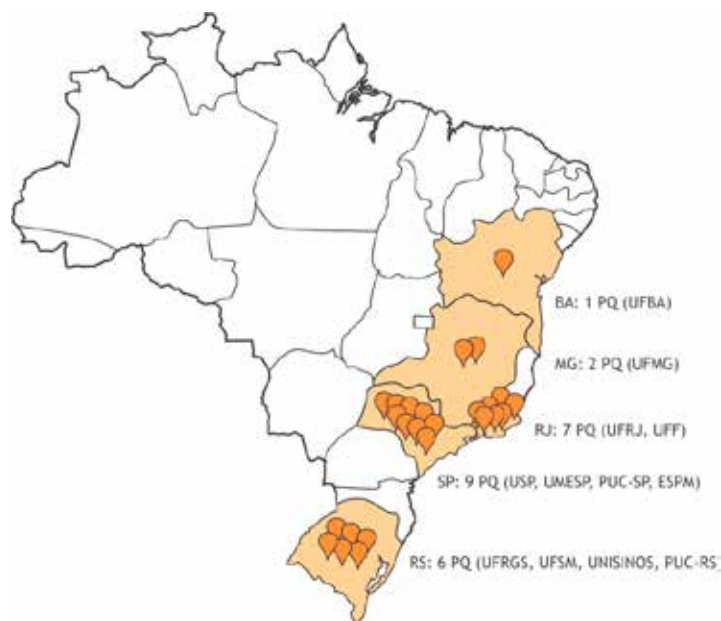 BA: 1 PQ (UFBA)
MG: 2 PQ (UFMG)
RJ: 7 PQ (UFRJ, UFF)
SP: 9 PQ (USP, UMESP, PUC-SP, ESPM)
RS: 6 PQ (UFRGS, UFSM, UNISINOS, PUC-RS)